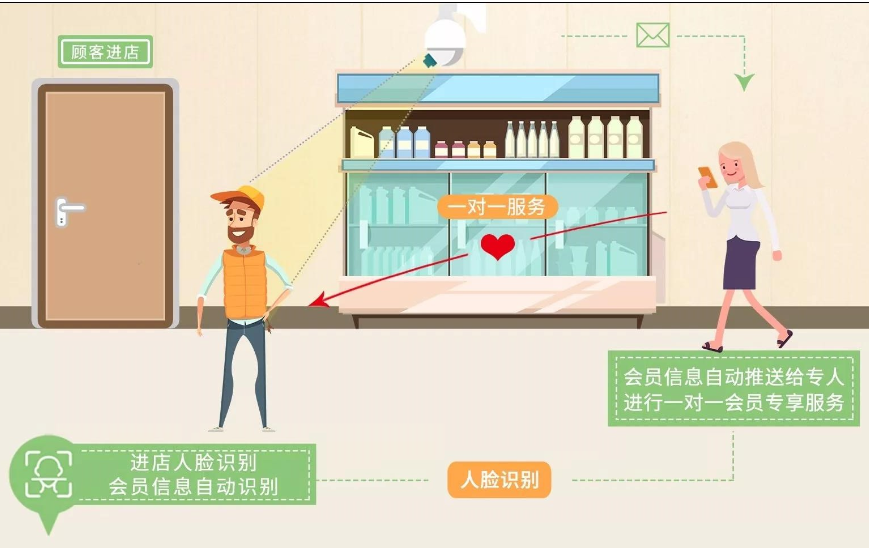 顾客进店
一对一服务
会员信息自动推送给专人
进行一对一会员专享服务
进店人脸识别
会员信息自动识别
人脸识别